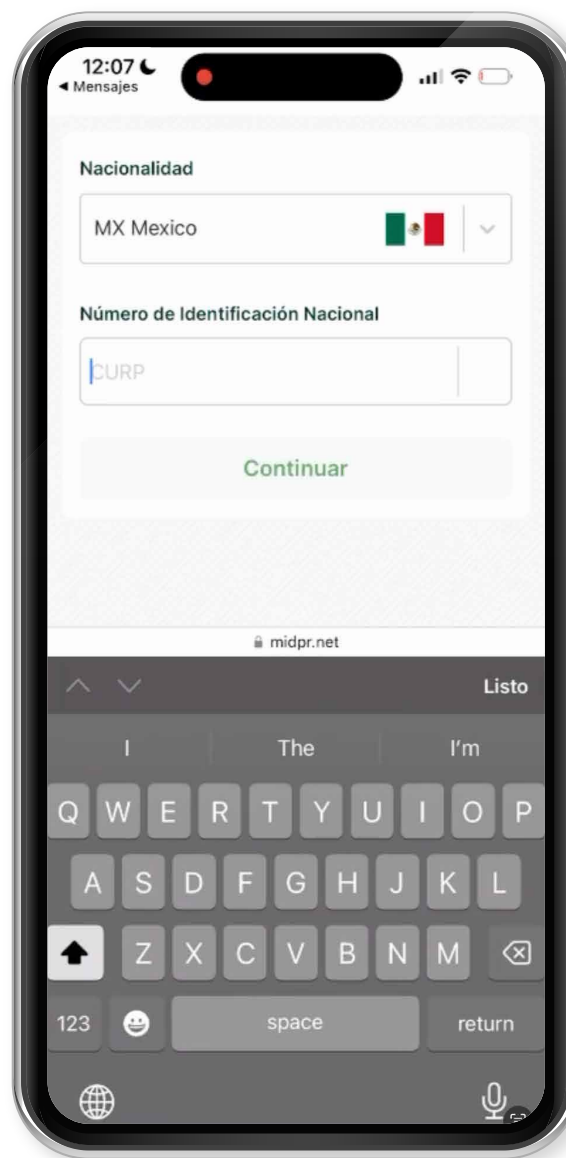 12:07
◄ Mensajes
Nacionalidad
MX Mexico
Número de Identificación Nacional
CURP
Continuar
midpr.net
Listo
I The I'm
Q W E R T Y U I O P
A S D F G H J K L
Z X C V B N M
123 space return